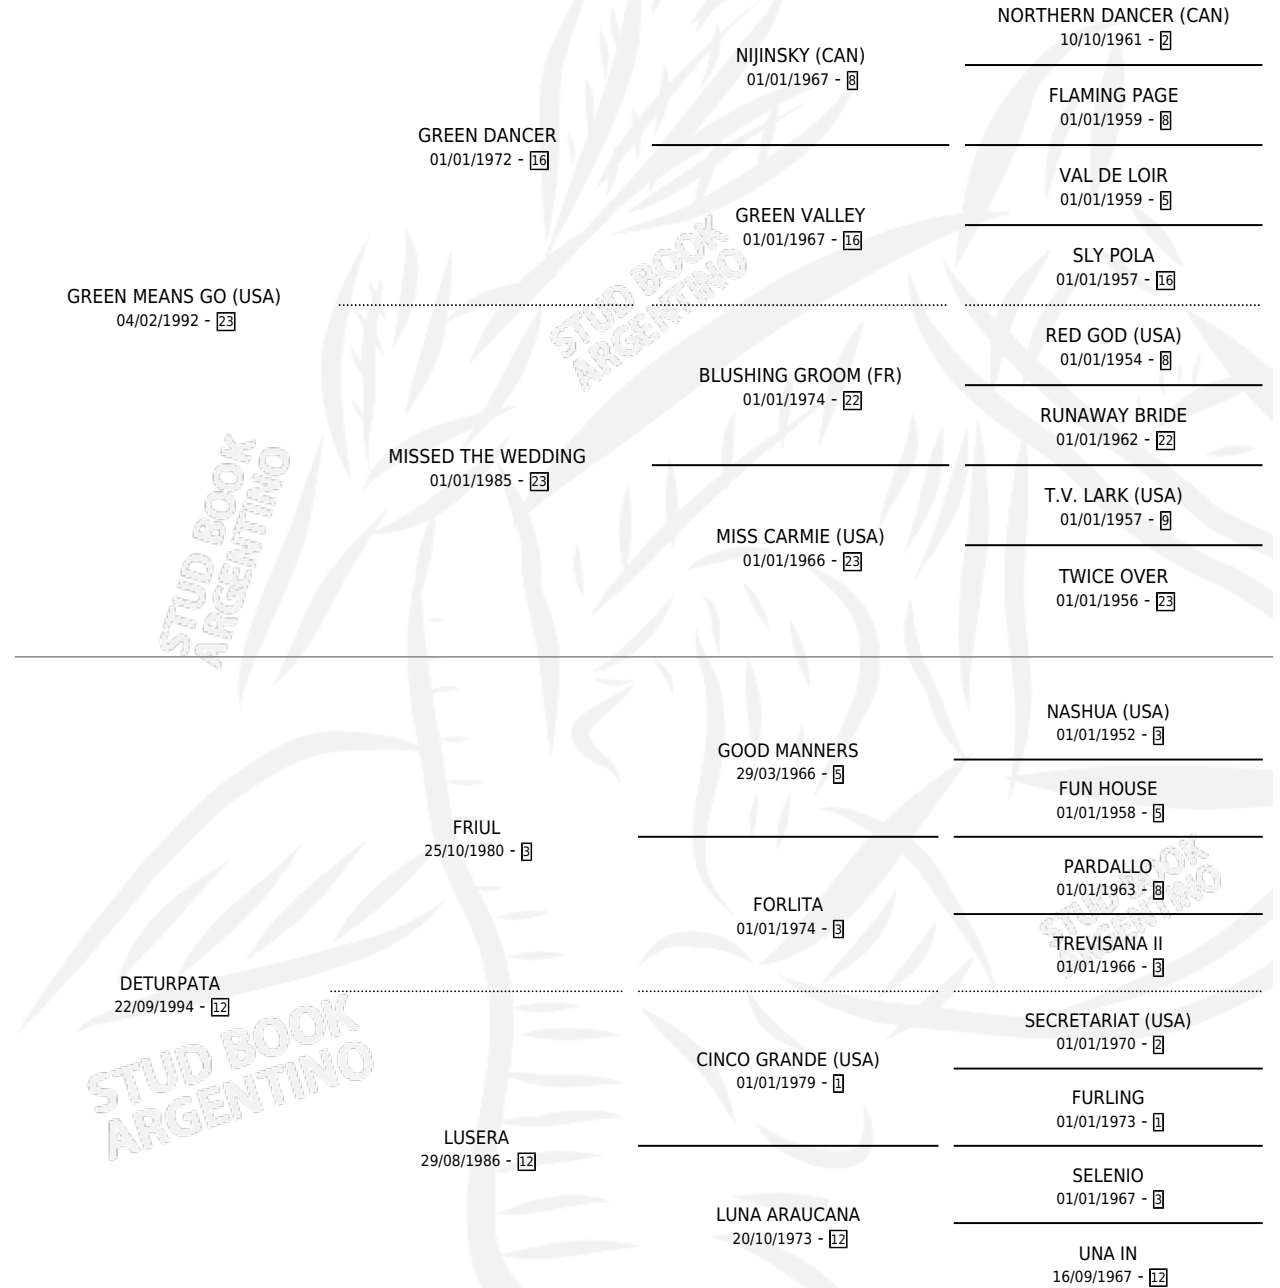 NORTHERN DANCER (CAN)
10/10/1961 - 2
NIJINSKY (CAN)
01/01/1967 - 8
FLAMING PAGE
01/01/1959 - 8
GREEN DANCER
01/01/1972 - 16
VAL DE LOIR
01/01/1959 - 5
GREEN VALLEY
01/01/1967 - 16
SLY POLA
01/01/1957 - 16
GREEN MEANS GO (USA)
04/02/1992 - 23
RED GOD (USA)
01/01/1954 - 8
BLUSHING GROOM (FR)
01/01/1974 - 22
RUNAWAY BRIDE
01/01/1962 - 22
MISSED THE WEDDING
01/01/1985 - 23
T.V. LARK (USA)
01/01/1957 - 9
MISS CARMIE (USA)
01/01/1966 - 23
TWICE OVER
01/01/1956 - 23
NASHUA (USA)
01/01/1952 - 3
GOOD MANNERS
29/03/1966 - 5
FUN HOUSE
01/01/1958 - 5
FRIUL
25/10/1980 - 3
PARDALLO
01/01/1963 - 8
FORLITA
01/01/1974 - 3
TREVISANA II
01/01/1966 - 3
DETURPATA
22/09/1994 - 12
SECRETARIAT (USA)
01/01/1970 - 2
CINCO GRANDE (USA)
01/01/1979 - 1
FURLING
01/01/1973 - 1
LUSERA
29/08/1986 - 12
SELENIO
01/01/1967 - 3
LUNA ARAUCANA
20/10/1973 - 12
UNA IN
16/09/1967 - 12
STUD BOOK
ARGENTINO
STUD BOOK
ARGENTINO
STUD BOOK
ARGENTINO
STUD BOOK
ARGENTINO